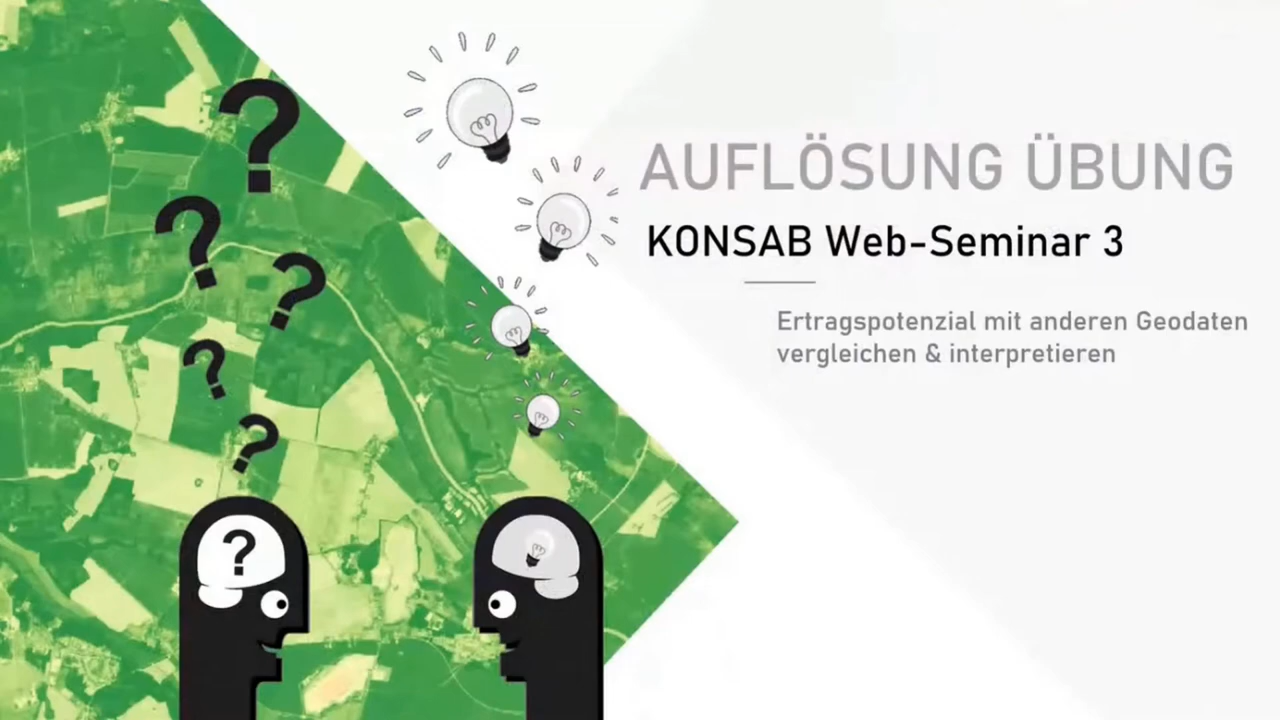 AUFLÖSUNG ÜBUNG
KONSAB Web-Seminar 3
Ertragspotenzial mit anderen Geodaten
vergleichen & interpretieren
?
?
?
?
?
?